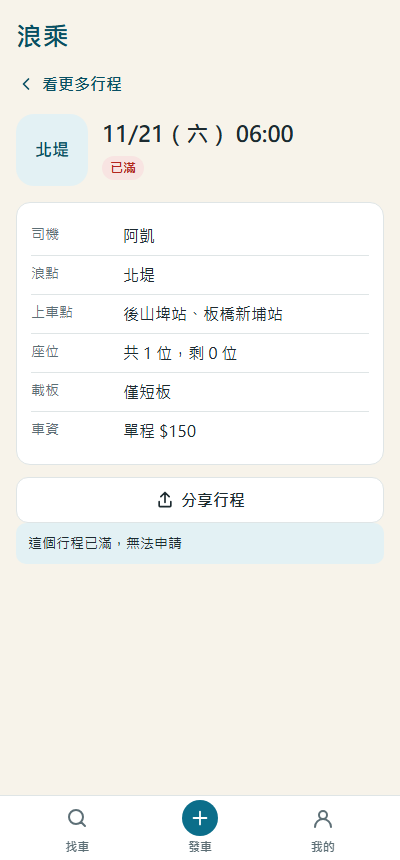 浪乘
看更多行程
北堤
11/21（六）06:00
已滿
司機 阿凱
浪點 北堤
上車點 後山埤站、板橋新埔站
座位 共 1 位，剩 0 位
載板 僅短板
車資 單程 $150
分享行程
這個行程已滿，無法申請
找車 發車 我的